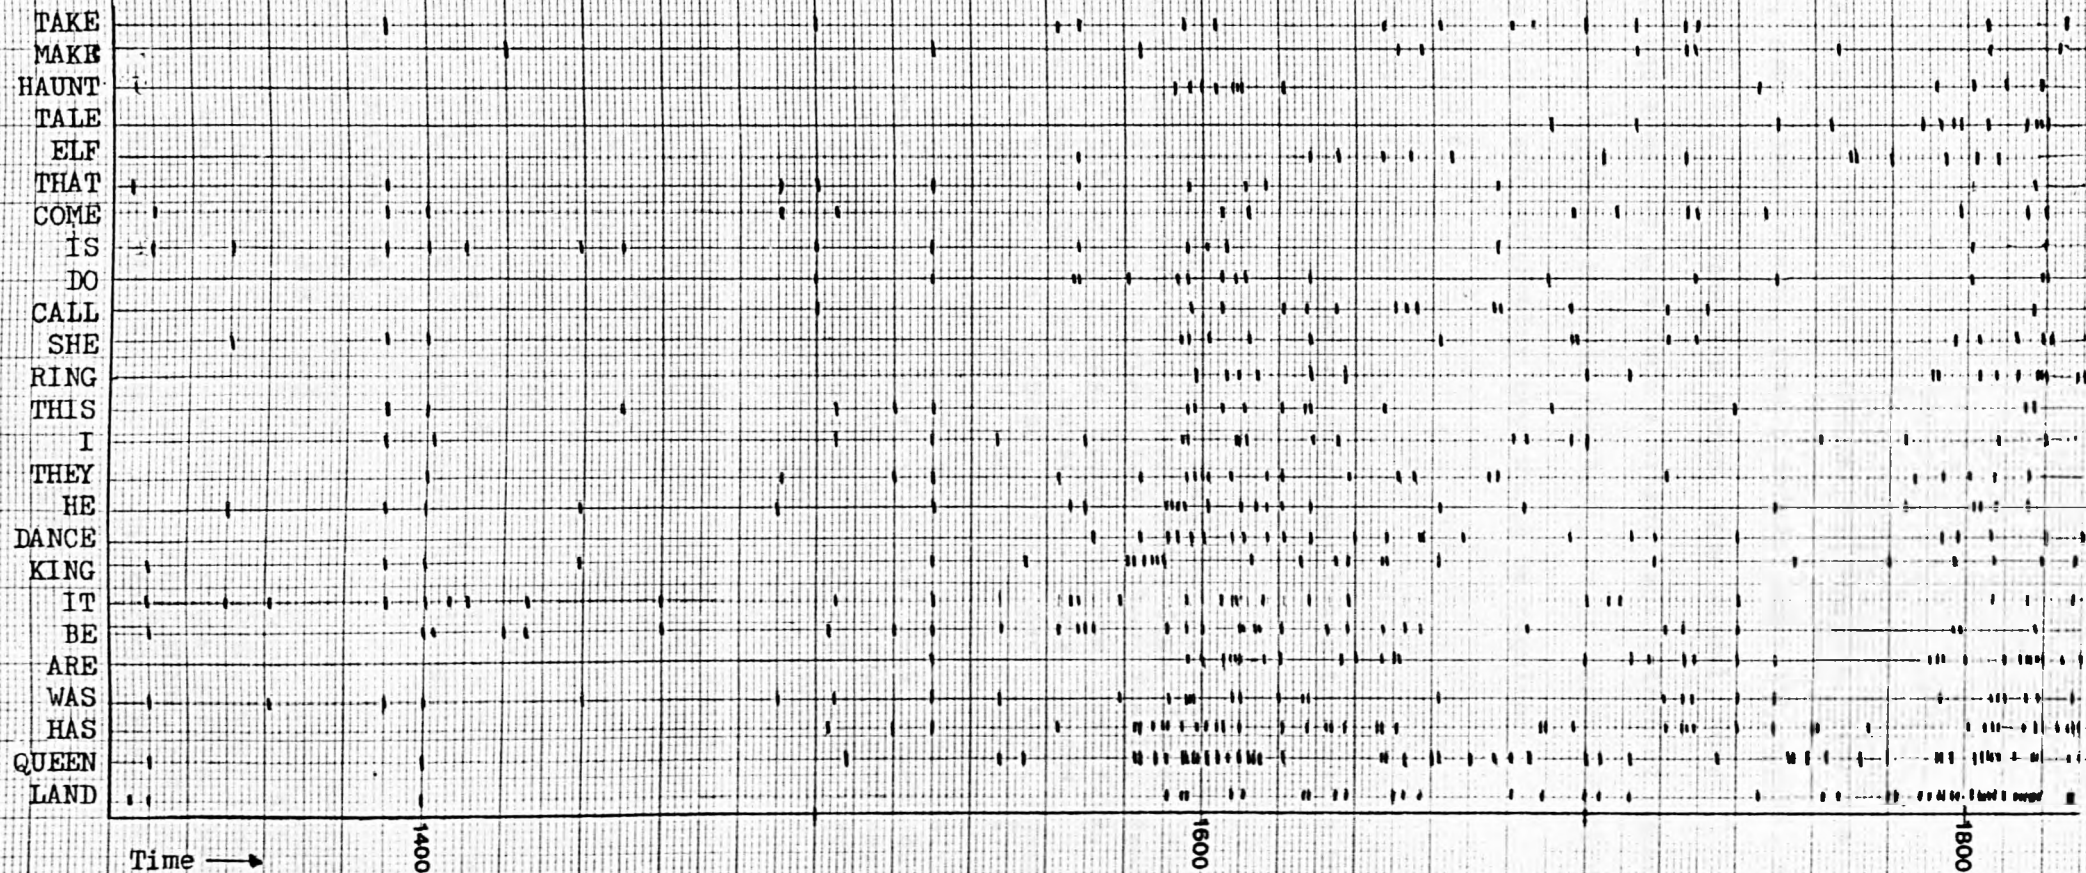 TAKE
MAKE
HAUNT
TALE
ELF
THAT
COME
IS
DO
CALL
SHE
RING
THIS
I
THEY
HE
DANCE
KING
IT
BE
ARE
WAS
HAS
QUEEN
LAND
1400
1600
1800
Time